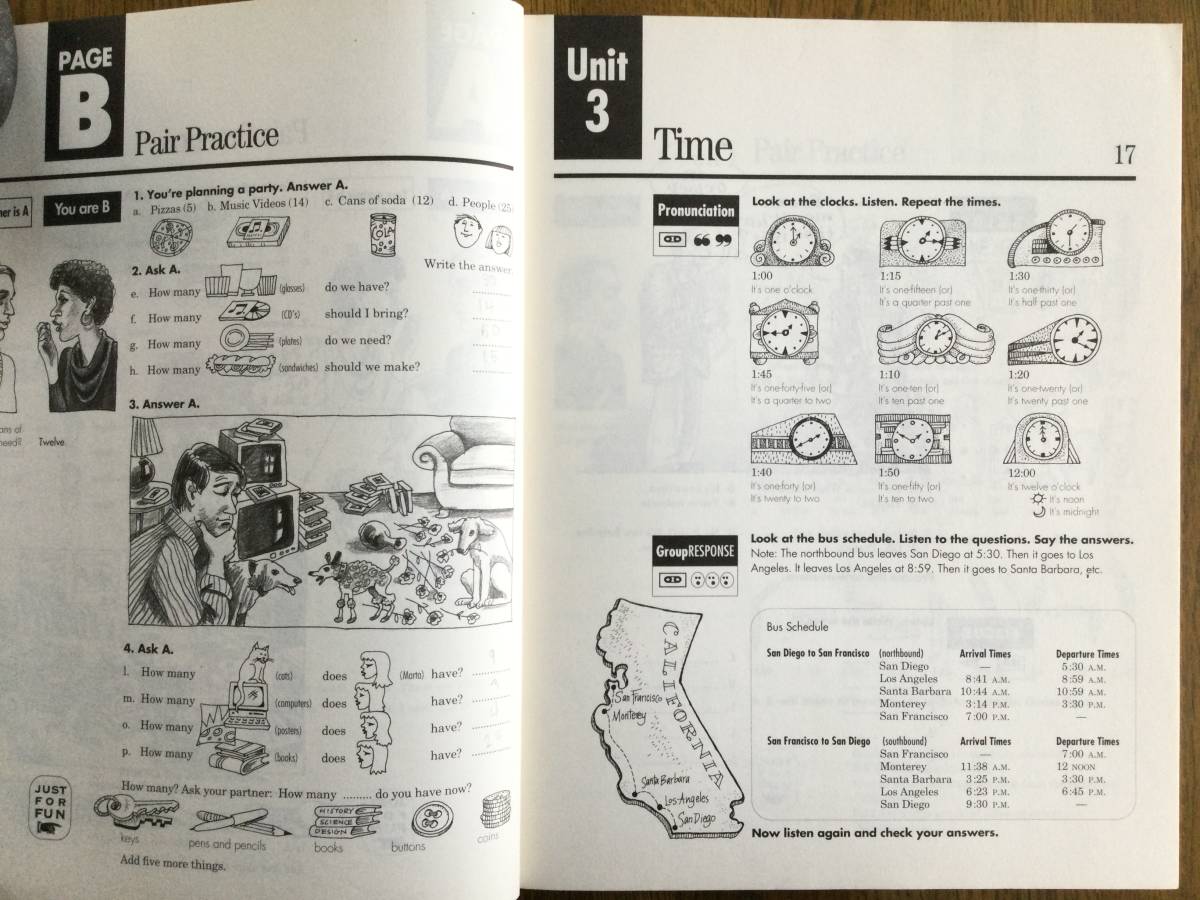 PAGE
B
Pair Practice
ner is A
You are B
1. You're planning a party. Answer A.
a. Pizzas (5) b. Music Videos (14) c. Cans of soda (12) d. People (25
COLA
2. Ask A.
Write the answer
e. How many (glasses) do we have?
f. How many (CD's) should I bring?
g. How many (plates) do we need?
h. How many (sandwiches) should we make?
3. Answer A.
ans of
need? Twelve
4. Ask A.
l. How many (cats) does (Marta) have?
m. How many (computers) does have?
o. How many (posters) does have?
p. How many (books) does have?
JUST
FOR
FUN
How many? Ask your partner: How many ......... do you have now?
HISTORY
SCIENCE
DESIGN
keys pens and pencils books buttons coins
Add five more things.
Unit
3
Time
17
Pronunciation
Look at the clocks. Listen. Repeat the times.
1:00 1:15 1:30
It's one o'clock It's one-fifteen (or) It's one-thirty (or)
It's a quarter past one It's half past one
1:45 1:10 1:20
It's one-forty-five (or) It's one-ten (or) It's one-twenty (or)
It's a quarter to two It's ten past one It's twenty past one
1:40 1:50 12:00
It's one-forty (or) It's one-fifty (or) It's twelve o'clock
It's twenty to two It's ten to two It's noon
It's midnight
GroupRESPONSE
Look at the bus schedule. Listen to the questions. Say the answers.
Note: The northbound bus leaves San Diego at 5:30. Then it goes to Los
Angeles. It leaves Los Angeles at 8:59. Then it goes to Santa Barbara, etc.
CALIFORNIA
San Francisco
Monterey
Santa Barbara
Los Angeles
San Diego
Bus Schedule
San Diego to San Francisco (northbound) Arrival Times Departure Times
San Diego — 5:30 A.M.
Los Angeles 8:41 A.M. 8:59 A.M.
Santa Barbara 10:44 A.M. 10:59 A.M.
Monterey 3:14 P.M. 3:30 P.M.
San Francisco 7:00 P.M. —
San Francisco to San Diego (southbound) Arrival Times Departure Times
San Francisco — 7:00 A.M.
Monterey 11:38 A.M. 12 NOON
Santa Barbara 3:25 P.M. 3:30 P.M.
Los Angeles 6:23 P.M. 6:45 P.M.
San Diego 9:30 P.M. —
Now listen again and check your answers.